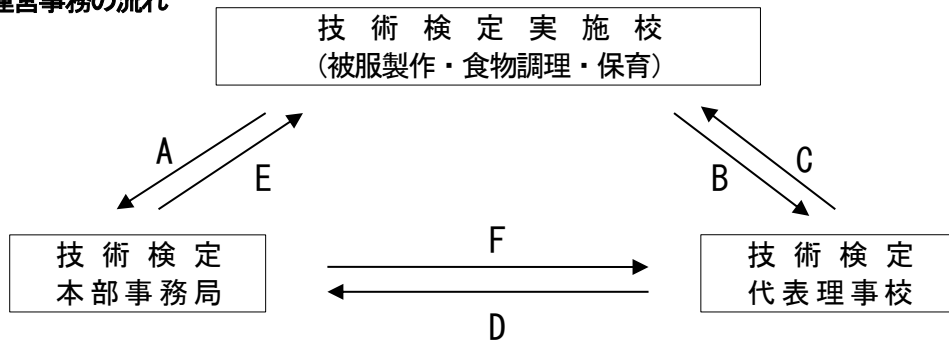 運営事務の流れ
技術検定実施校
(被服製作・食物調理・保育)
A
E
C
B
F
D
技術検定
本部事務局
技術検定
代表理事校